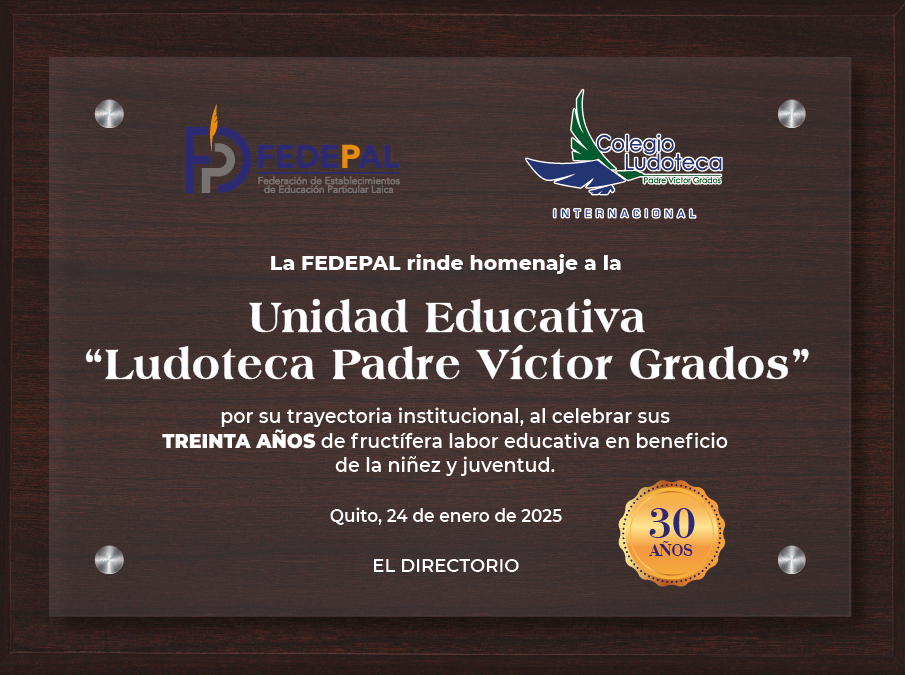 FEDEPAL
Federación de Establecimientos
de Educación Particular Laica
Colegio
Ludoteca
Padre Víctor Grados
INTERNACIONAL
La FEDEPAL rinde homenaje a la
Unidad Educativa
“Ludoteca Padre Víctor Grados”
por su trayectoria institucional, al celebrar sus
TREINTA AÑOS de fructífera labor educativa en beneficio
de la niñez y juventud.
Quito, 24 de enero de 2025
30
AÑOS
EL DIRECTORIO